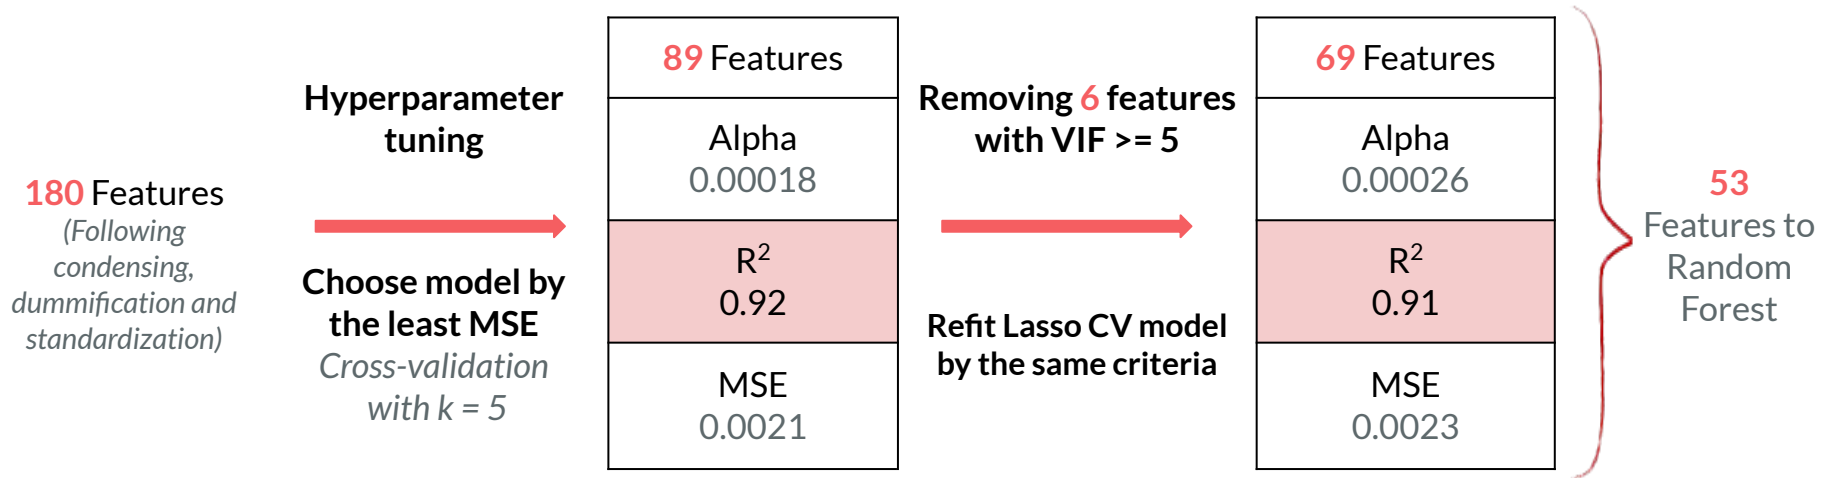 180 Features
(Following
condensing,
dummification and
standardization)
Hyperparameter
tuning
Choose model by
the least MSE
Cross-validation
with k = 5
89 Features
Alpha
0.00018
R²
0.92
MSE
0.0021
Removing 6 features
with VIF >= 5
Refit Lasso CV model
by the same criteria
69 Features
Alpha
0.00026
R²
0.91
MSE
0.0023
53
Features to
Random
Forest